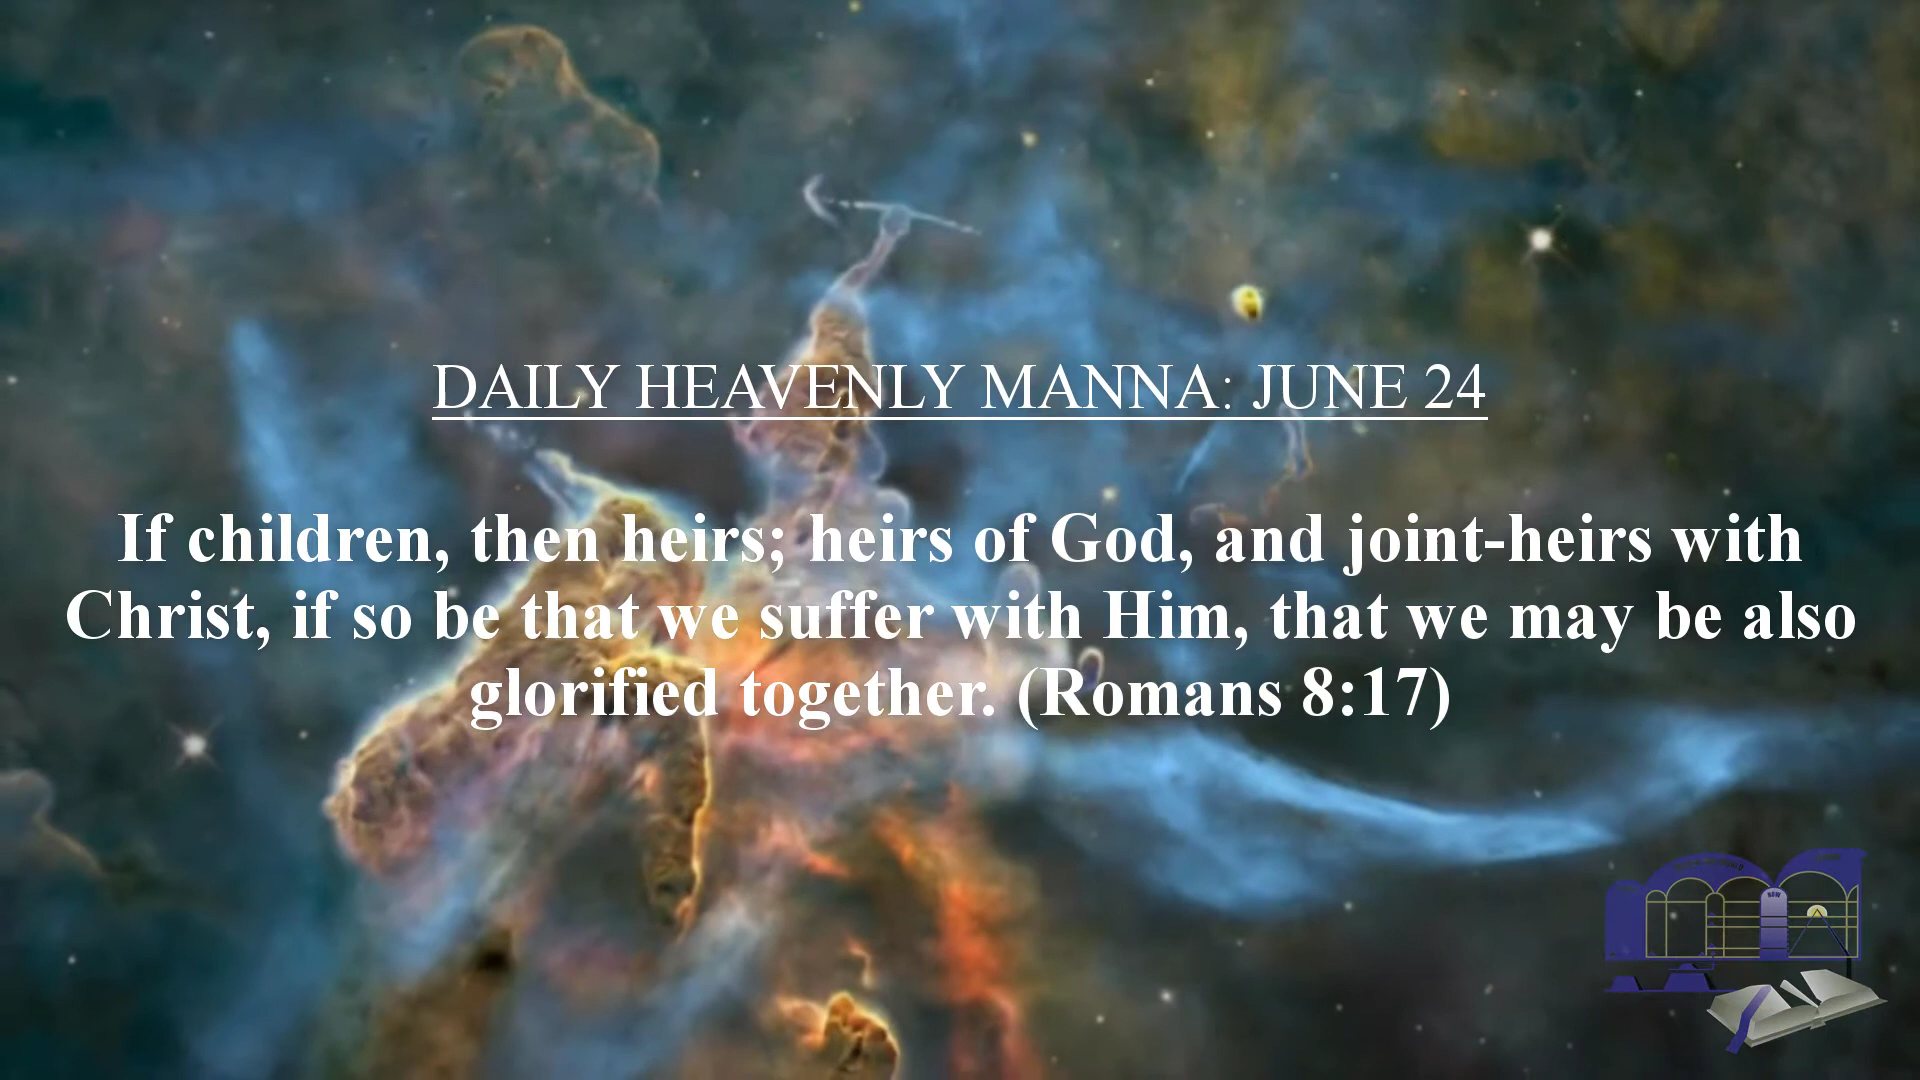 DAILY HEAVENLY MANNA: JUNE 24
If children, then heirs; heirs of God, and joint-heirs with
Christ, if so be that we suffer with Him, that we may be also
glorified together. (Romans 8:17)